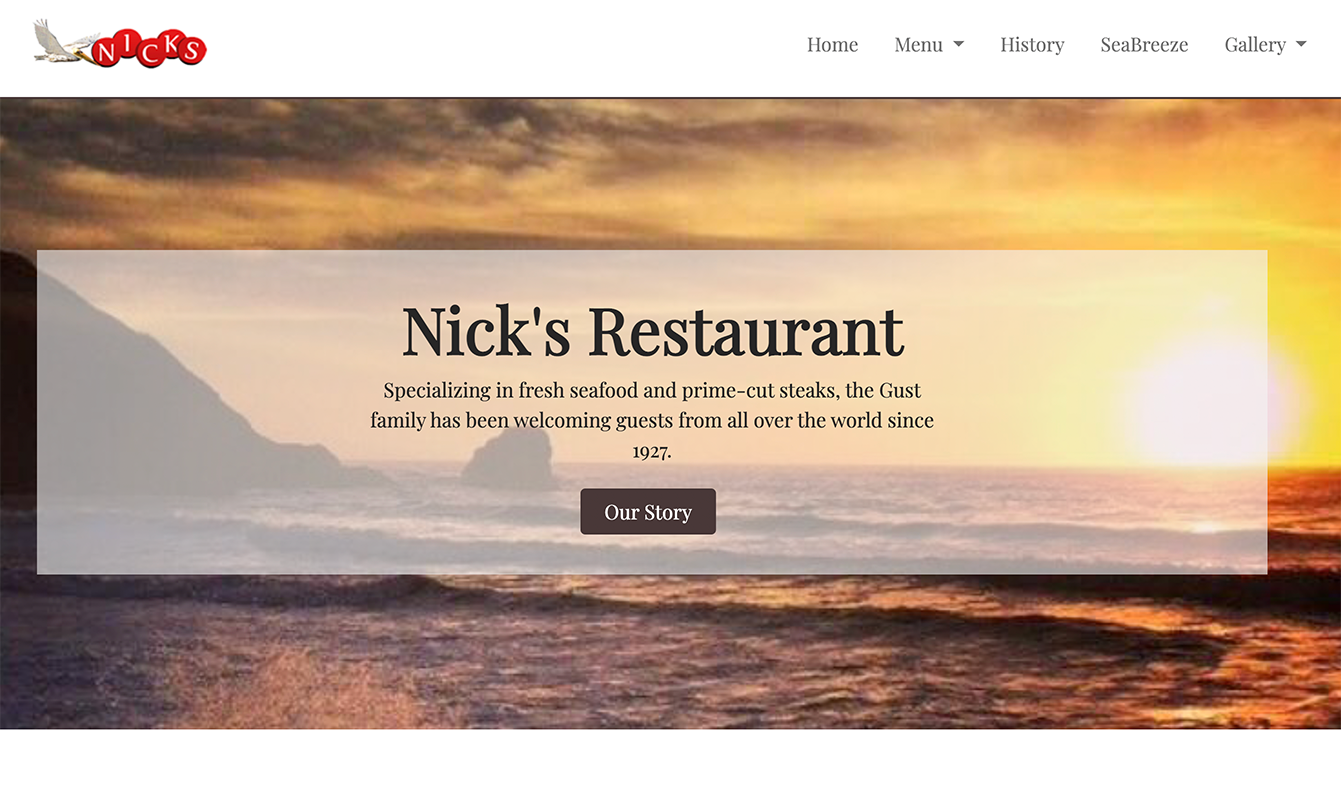 NICKS
Home Menu History SeaBreeze Gallery
Nick's Restaurant
Specializing in fresh seafood and prime-cut steaks, the Gust
family has been welcoming guests from all over the world since
1927.
Our Story